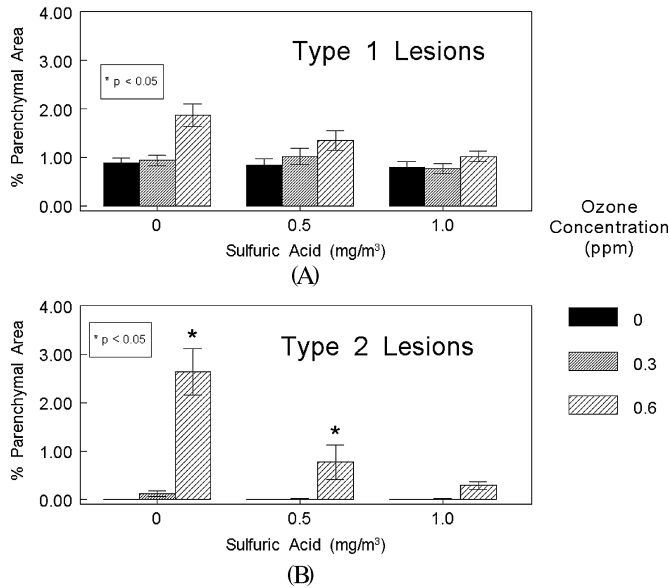 4.00
Type 1 Lesions
3.00
* p < 0.05
2.00
1.00
0.00
% Parenchymal Area
0 0.5 1.0
Sulfuric Acid (mg/m³)
(A)
Ozone
Concentration
(ppm)
0
0.3
0.6
4.00
* p < 0.05
*
Type 2 Lesions
3.00
2.00
*
1.00
0.00
% Parenchymal Area
0 0.5 1.0
Sulfuric Acid (mg/m³)
(B)